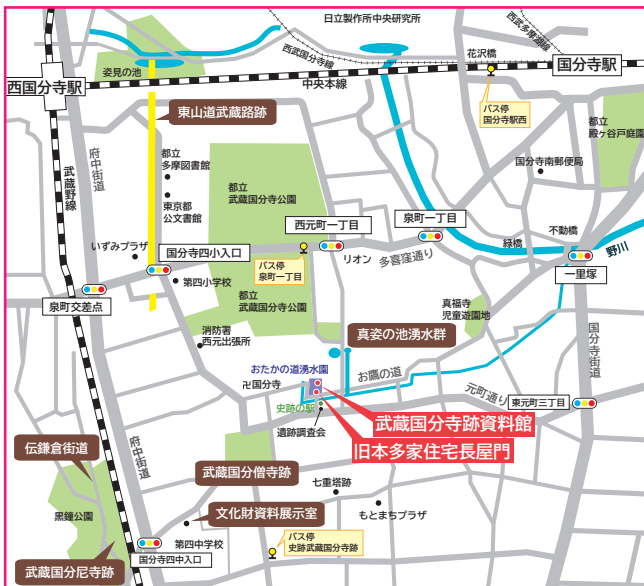 日立製作所中央研究所
西武多摩湖線
西武国分寺線
花沢橋
姿見の池
国分寺駅
西国分寺駅
中央本線
バス停
国分寺駅西
東山道武蔵路跡
都立
殿ヶ谷戸庭園
府中街道
武蔵野線
都立
多摩図書館
国分寺南郵便局
東京都
公文書館
都立
武蔵国分寺公園
西元町一丁目
泉町一丁目
いずみプラザ
国分寺四小入口
リオン
多喜窪通り
緑橋
不動橋
野川
バス停
泉町一丁目
一里塚
第四小学校
泉町交差点
都立
武蔵国分寺公園
真福寺
児童遊園地
消防署
西元出張所
真姿の池湧水群
国分寺街道
おたかの道湧水園
卍国分寺
お鷹の道
史跡の駅
元町通り
東元町三丁目
武蔵国分寺跡資料館
遺跡調査会
旧本多家住宅長屋門
伝鎌倉街道
府中街道
武蔵国分僧寺跡
七重塔跡
黒鐘公園
文化財資料展示室
もとまちプラザ
第四中学校
バス停
史跡武蔵国分寺跡
国分寺四中入口
武蔵国分尼寺跡